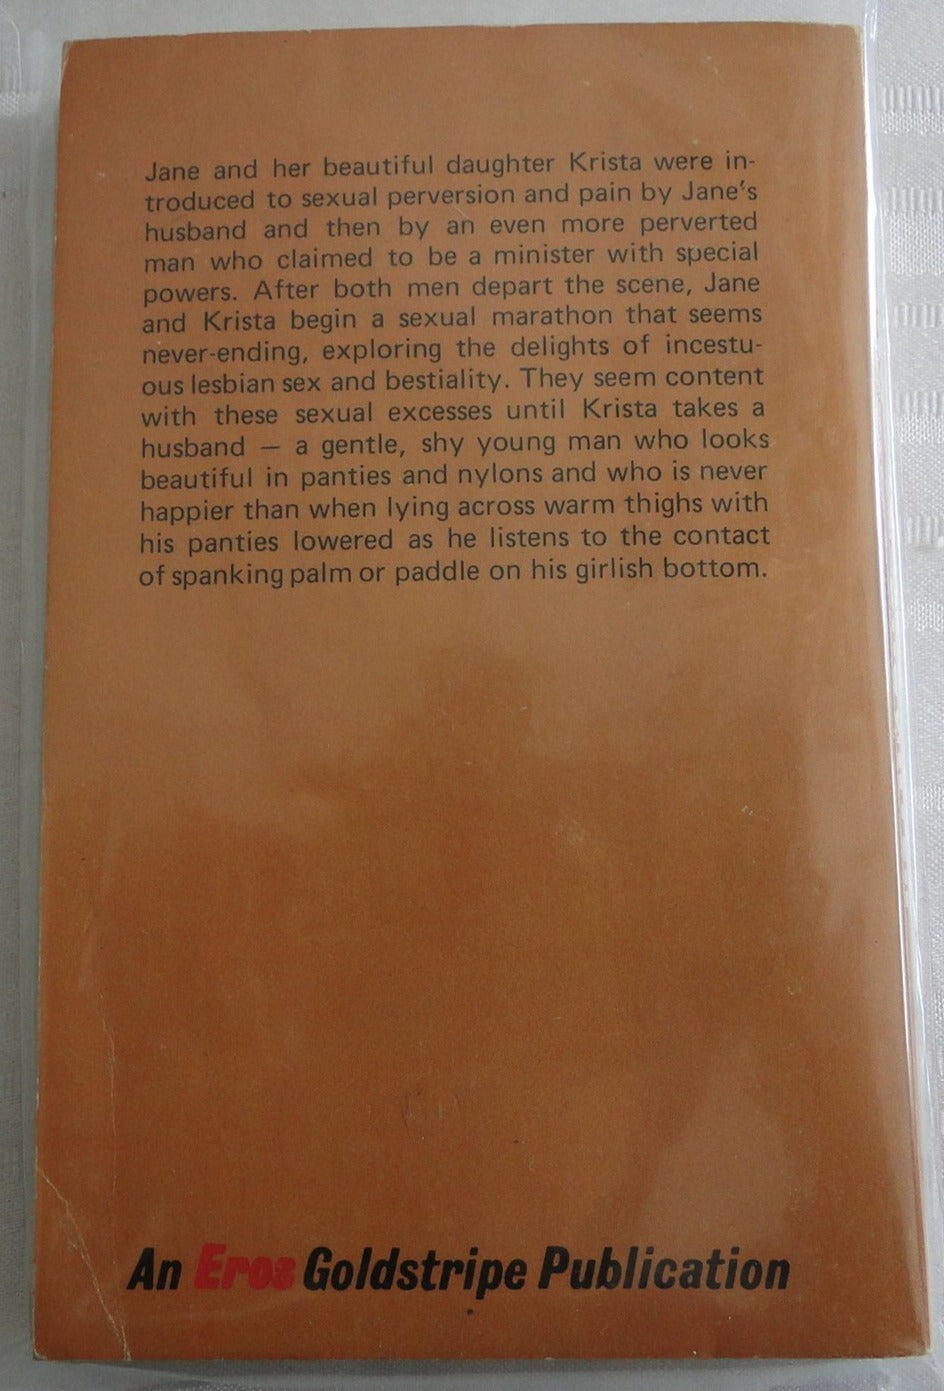 Jane and her beautiful daughter Krista were in-
troduced to sexual perversion and pain by Jane's
husband and then by an even more perverted
man who claimed to be a minister with special
powers. After both men depart the scene, Jane
and Krista begin a sexual marathon that seems
never-ending, exploring the delights of incestu-
ous lesbian sex and bestiality. They seem content
with these sexual excesses until Krista takes a
husband — a gentle, shy young man who looks
beautiful in panties and nylons and who is never
happier than when lying across warm thighs with
his panties lowered as he listens to the contact
of spanking palm or paddle on his girlish bottom.
An Eros Goldstripe Publication